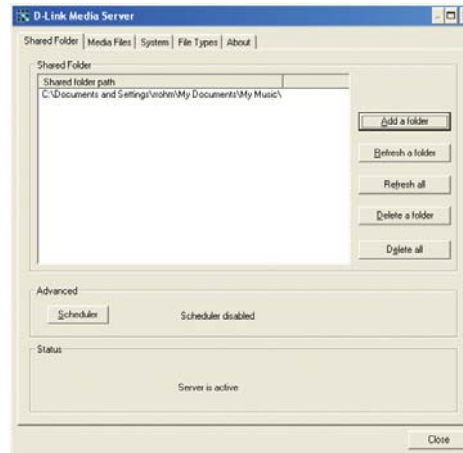 D-Link Media Server
Shared Folder Media Files System File Types About
Shared Folder
Shared folder path
C:\Documents and Settings\rrohm\My Documents\My Music\
Add a folder
Refresh a folder
Refresh all
Delete a folder
Delete all
Advanced
Scheduler Scheduler disabled
Status
Server is active
Close